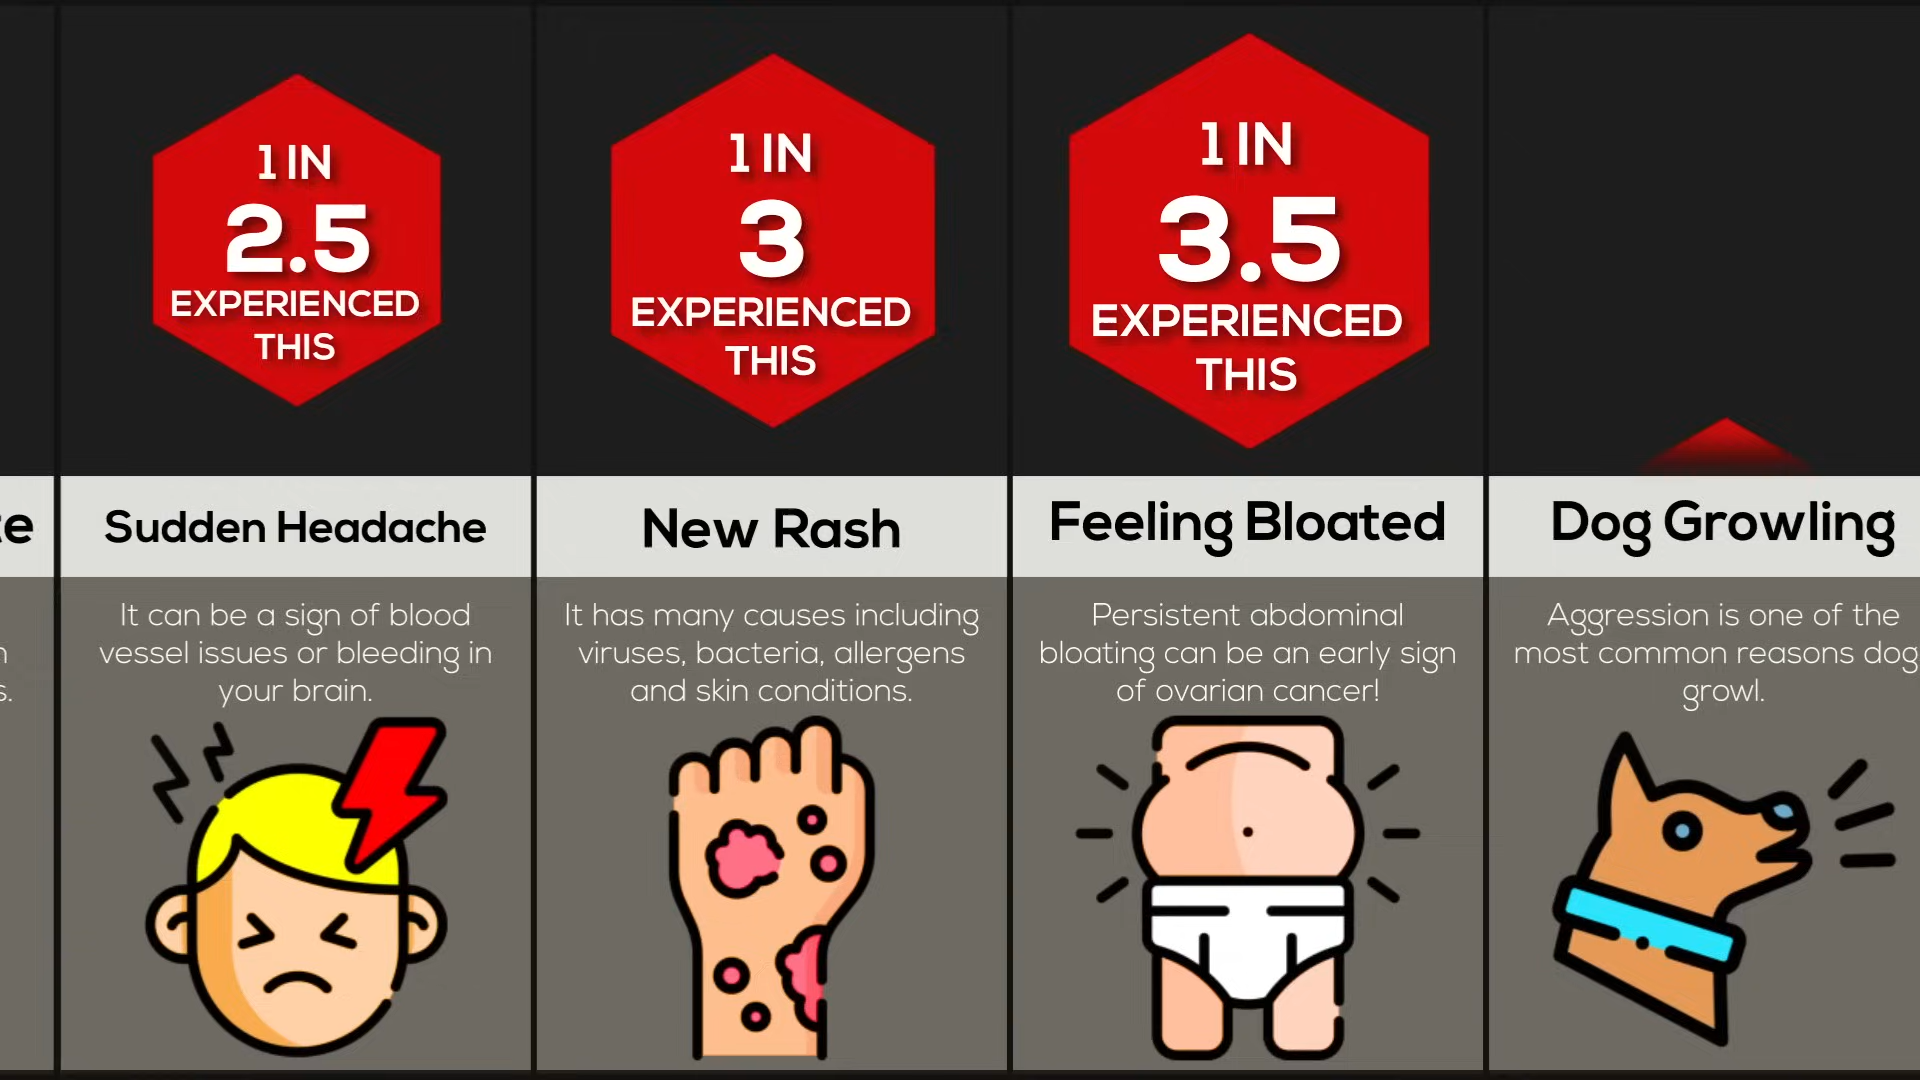 1 IN
2.5
EXPERIENCED
THIS
Sudden Headache
It can be a sign of blood
vessel issues or bleeding in
your brain.
1 IN
3
EXPERIENCED
THIS
New Rash
It has many causes including
viruses, bacteria, allergens
and skin conditions.
1 IN
3.5
EXPERIENCED
THIS
Feeling Bloated
Persistent abdominal
bloating can be an early sign
of ovarian cancer!
Dog Growling
Aggression is one of the
most common reasons dog
growl.